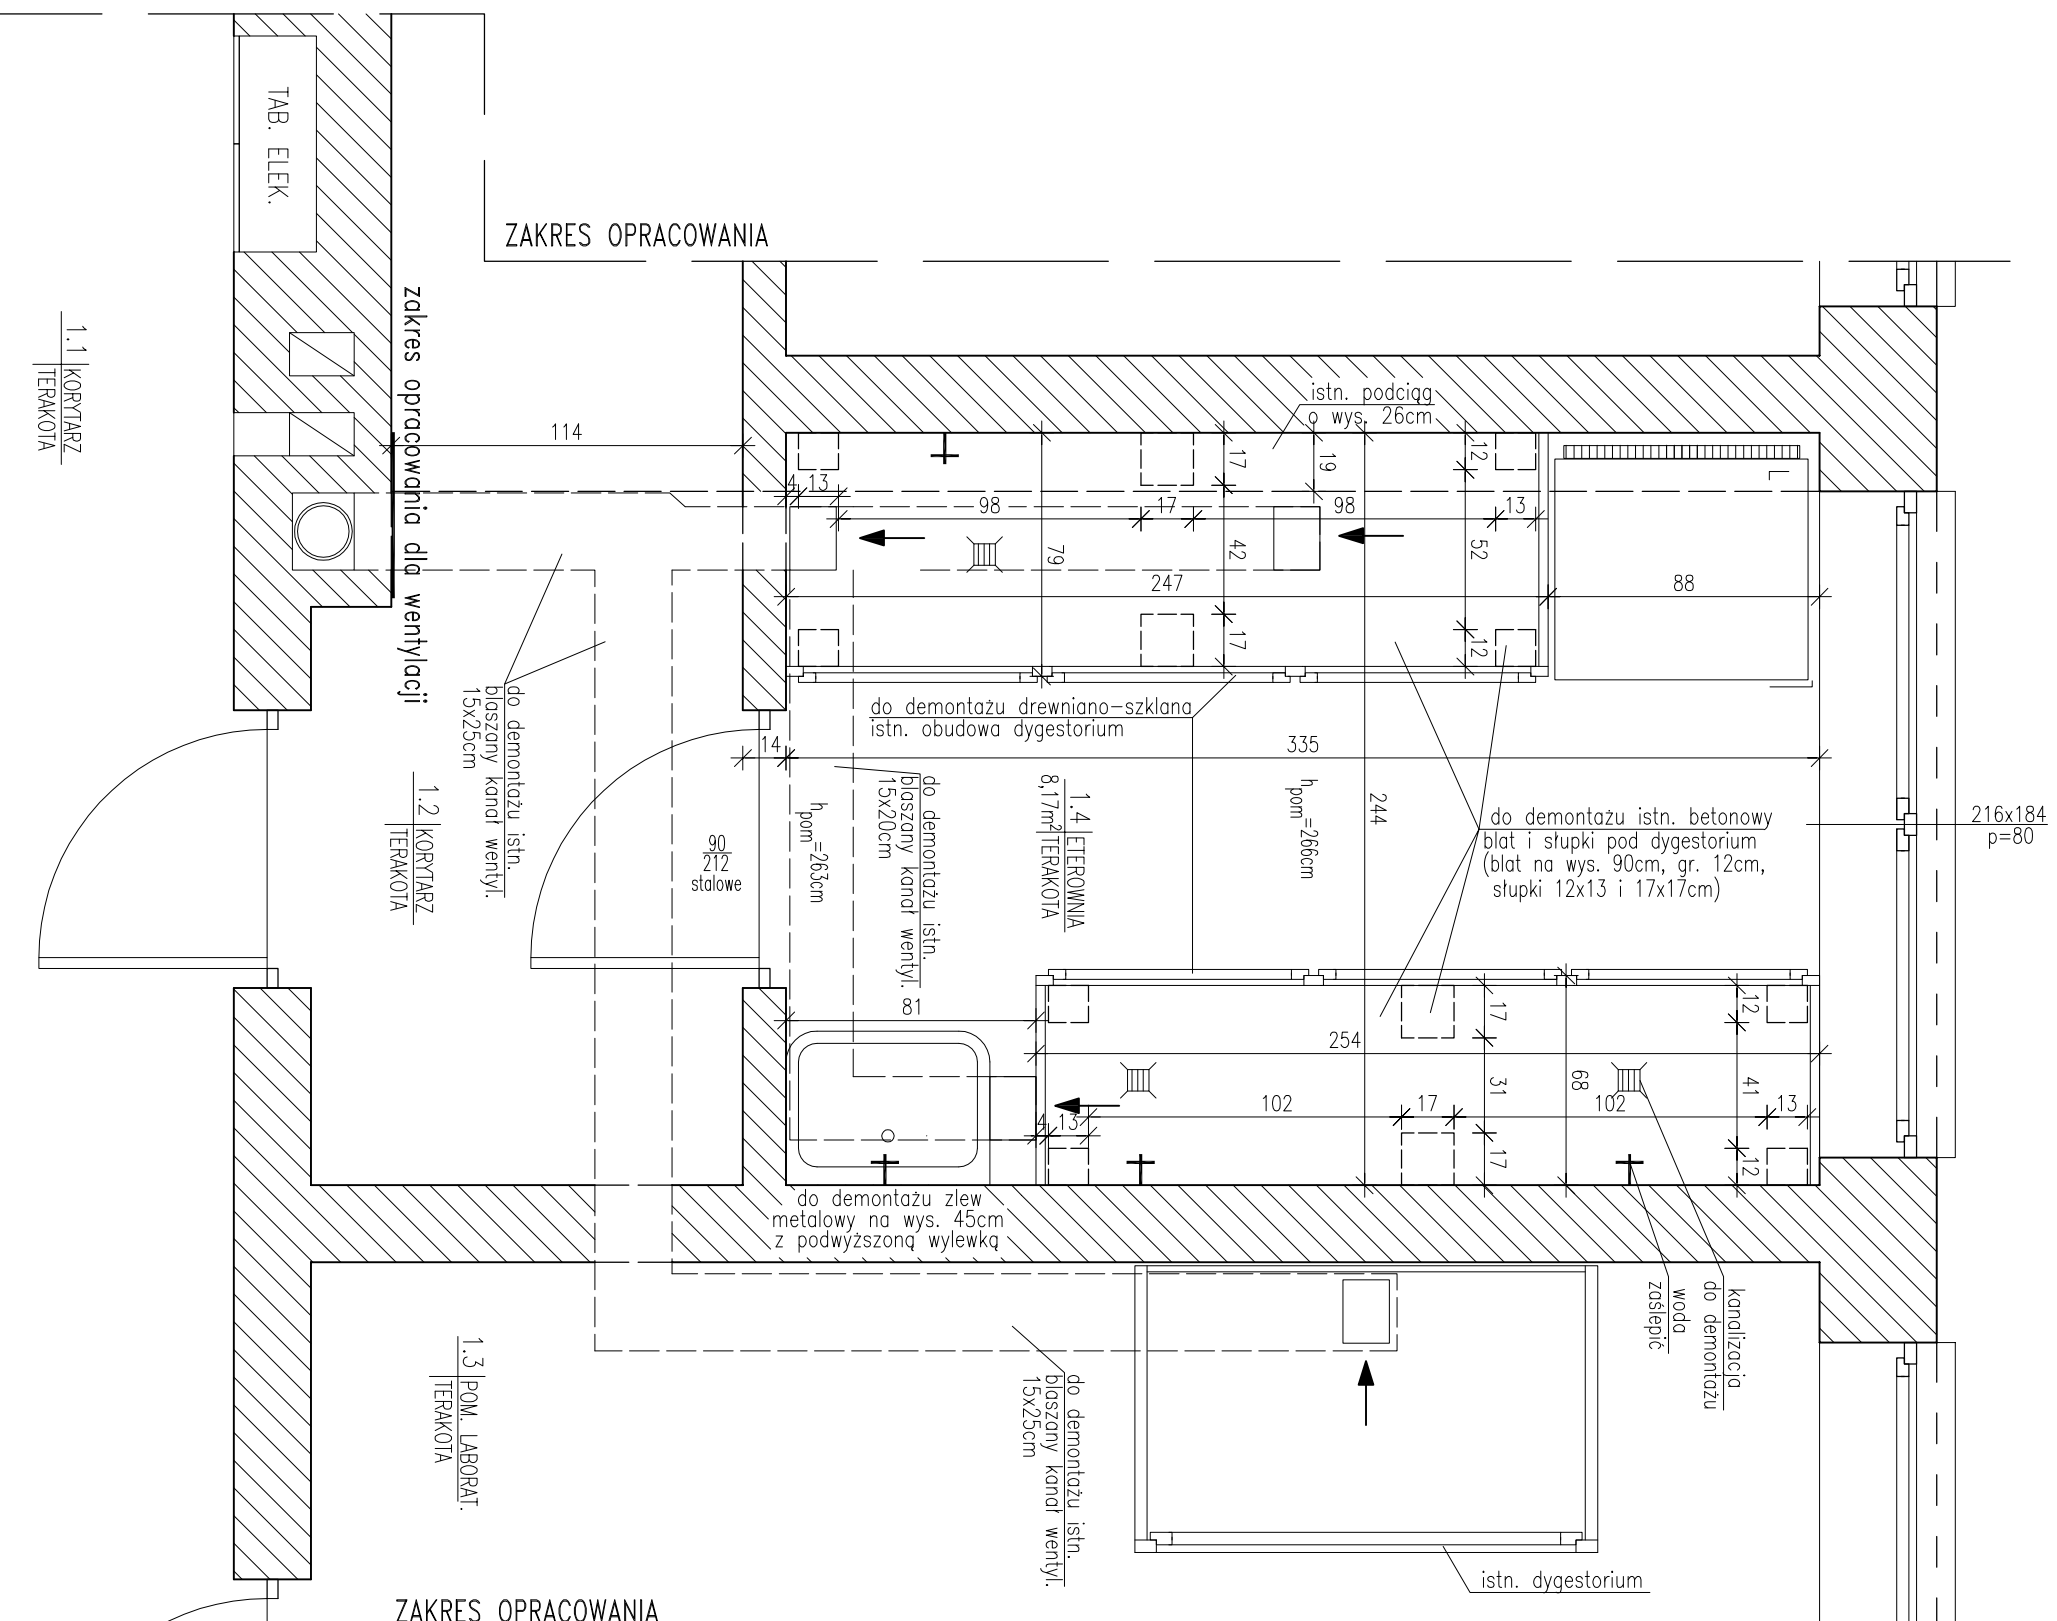 TAB. ELEK.
ZAKRES OPRACOWANIA
zakres opracowania dla wentylacji
1.1 KORYTARZ
TERAKOTA
114
istn. podciąg
o wys. 26cm
17
19
12
4
13
98
17
98
13
79
42
52
247
88
17
12
do demontażu drewniano-szklana
istn. obudowa dygestorium
14
335
do demontażu istn.
blaszany kanał wentyl.
15x25cm
1.2 KORYTARZ
TERAKOTA
90
212
stalowe
hpom=263cm
do demontażu istn.
blaszany kanał wentyl.
15x20cm
1.4 ETEROWNIA
8,17m² TERAKOTA
hpom=266cm
244
do demontażu istn. betonowy
blat i słupki pod dygestorium
(blat na wys. 90cm, gr. 12cm,
słupki 12x13 i 17x17cm)
216x184
p=80
81
17
12
254
31
68
41
102
17
102
13
4
13
17
12
do demontażu zlew
metalowy na wys. 45cm
z podwyższoną wylewką
kanalizacja
do demontażu
woda
zaślepić
1.3 POM. LABORAT.
TERAKOTA
do demontażu istn.
blaszany kanał wentyl.
15x25cm
istn. dygestorium
ZAKRES OPRACOWANIA